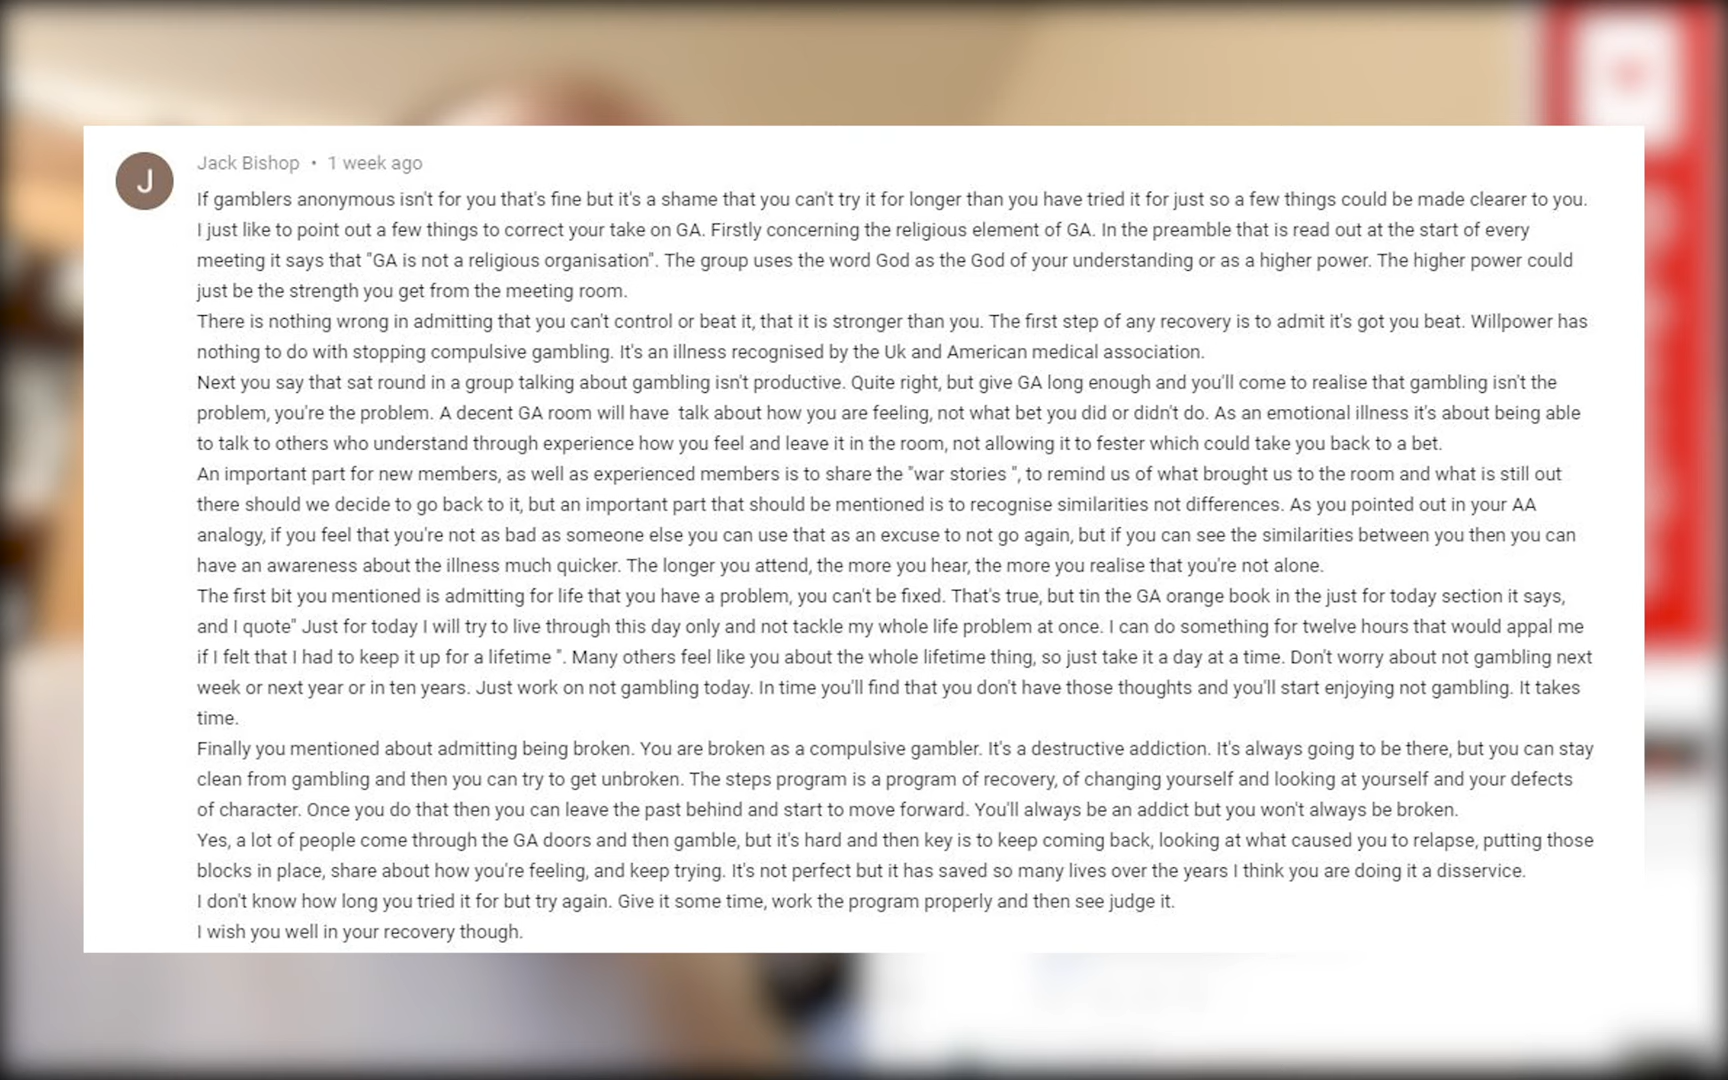 J
Jack Bishop • 1 week ago
If gamblers anonymous isn't for you that's fine but it's a shame that you can't try it for longer than you have tried it for just so a few things could be made clearer to you.
I just like to point out a few things to correct your take on GA. Firstly concerning the religious element of GA. In the preamble that is read out at the start of every
meeting it says that "GA is not a religious organisation". The group uses the word God as the God of your understanding or as a higher power. The higher power could
just be the strength you get from the meeting room.
There is nothing wrong in admitting that you can't control or beat it, that it is stronger than you. The first step of any recovery is to admit it's got you beat. Willpower has
nothing to do with stopping compulsive gambling. It's an illness recognised by the Uk and American medical association.
Next you say that sat round in a group talking about gambling isn't productive. Quite right, but give GA long enough and you'll come to realise that gambling isn't the
problem, you're the problem. A decent GA room will have  talk about how you are feeling, not what bet you did or didn't do. As an emotional illness it's about being able
to talk to others who understand through experience how you feel and leave it in the room, not allowing it to fester which could take you back to a bet.
An important part for new members, as well as experienced members is to share the "war stories ", to remind us of what brought us to the room and what is still out
there should we decide to go back to it, but an important part that should be mentioned is to recognise similarities not differences. As you pointed out in your AA
analogy, if you feel that you're not as bad as someone else you can use that as an excuse to not go again, but if you can see the similarities between you then you can
have an awareness about the illness much quicker. The longer you attend, the more you hear, the more you realise that you're not alone.
The first bit you mentioned is admitting for life that you have a problem, you can't be fixed. That's true, but tin the GA orange book in the just for today section it says,
and I quote" Just for today I will try to live through this day only and not tackle my whole life problem at once. I can do something for twelve hours that would appal me
if I felt that I had to keep it up for a lifetime ". Many others feel like you about the whole lifetime thing, so just take it a day at a time. Don't worry about not gambling next
week or next year or in ten years. Just work on not gambling today. In time you'll find that you don't have those thoughts and you'll start enjoying not gambling. It takes
time.
Finally you mentioned about admitting being broken. You are broken as a compulsive gambler. It's a destructive addiction. It's always going to be there, but you can stay
clean from gambling and then you can try to get unbroken. The steps program is a program of recovery, of changing yourself and looking at yourself and your defects
of character. Once you do that then you can leave the past behind and start to move forward. You'll always be an addict but you won't always be broken.
Yes, a lot of people come through the GA doors and then gamble, but it's hard and then key is to keep coming back, looking at what caused you to relapse, putting those
blocks in place, share about how you're feeling, and keep trying. It's not perfect but it has saved so many lives over the years I think you are doing it a disservice.
I don't know how long you tried it for but try again. Give it some time, work the program properly and then see judge it.
I wish you well in your recovery though.